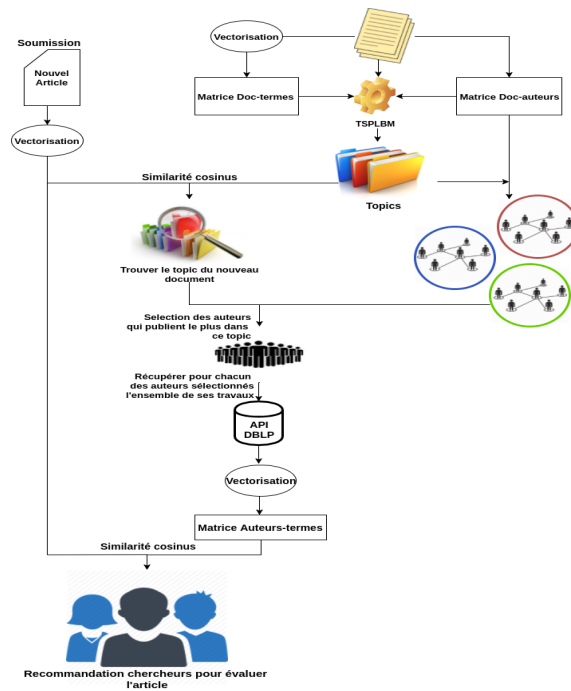 Soumission
Nouvel
Article
Vectorisation
Vectorisation
Matrice Doc-termes
TSPLBM
Matrice Doc-auteurs
Similarité cosinus
Topics
Trouver le topic du nouveau
document
Selection des auteurs
qui publient le plus dans
ce topic
Récupérer pour chacun
des auteurs sélectionnés
l'ensemble de ses travaux
API
DBLP
Vectorisation
Matrice Auteurs-termes
Similarité cosinus
Recommandation chercheurs pour évaluer
l'article